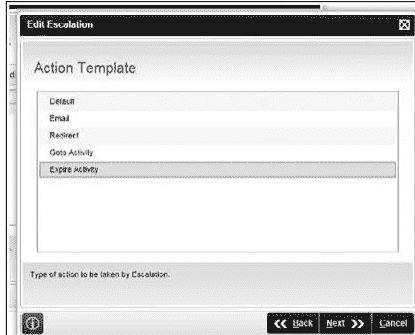 Edit Escalation
Action Template
Default
Email
Redirect
Goto Activity
Expire Activity
Type of action to be taken by Escalation.
Back Next Cancel